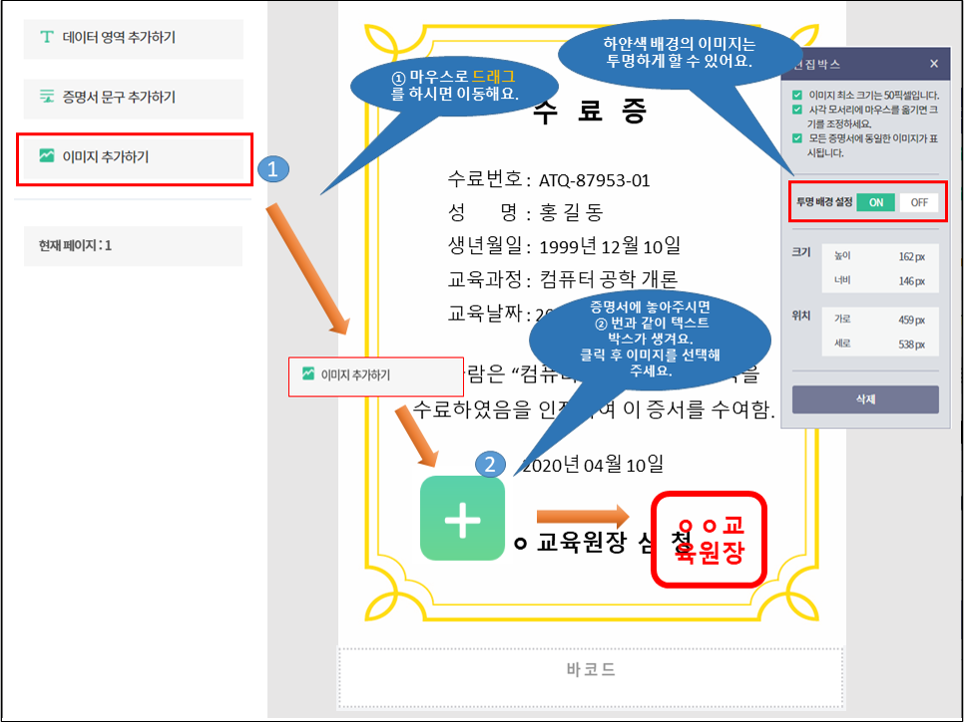 데이터 영역 추가하기
증명서 문구 추가하기
이미지 추가하기
현재 페이지 : 1
1
① 마우스로 드래그
를 하시면 이동해요.
하얀색 배경의 이미지는
투명하게 할 수 있어요.
수 료 증
수료번호 : ATQ-87953-01
성 명 : 홍 길 동
생년월일 : 1999년 12월 10일
교육과정 : 컴퓨터 공학 개론
교육날짜 :
증명서에 놓아주시면
② 번과 같이 텍스트
박스가 생겨요.
클릭 후 이미지를 선택해
주세요.
이미지 추가하기
람은 “컴퓨터
을
수료하였음을
여 이 증서를 수여함.
2
2020년 04월 10일
ㅇ 교육원장 심 청
ㅇ ㅇ 교
육원장
바코드
편집박스 X
이미지 최소 크기는 50픽셀입니다.
사각 모서리에 마우스를 옮기면 크
기를 조정하세요.
모든 증명서에 동일한 이미지가 표
시됩니다.
투명 배경 설정 ON OFF
크기
높이 162 px
너비 146 px
위치
가로 459 px
세로 538 px
삭제